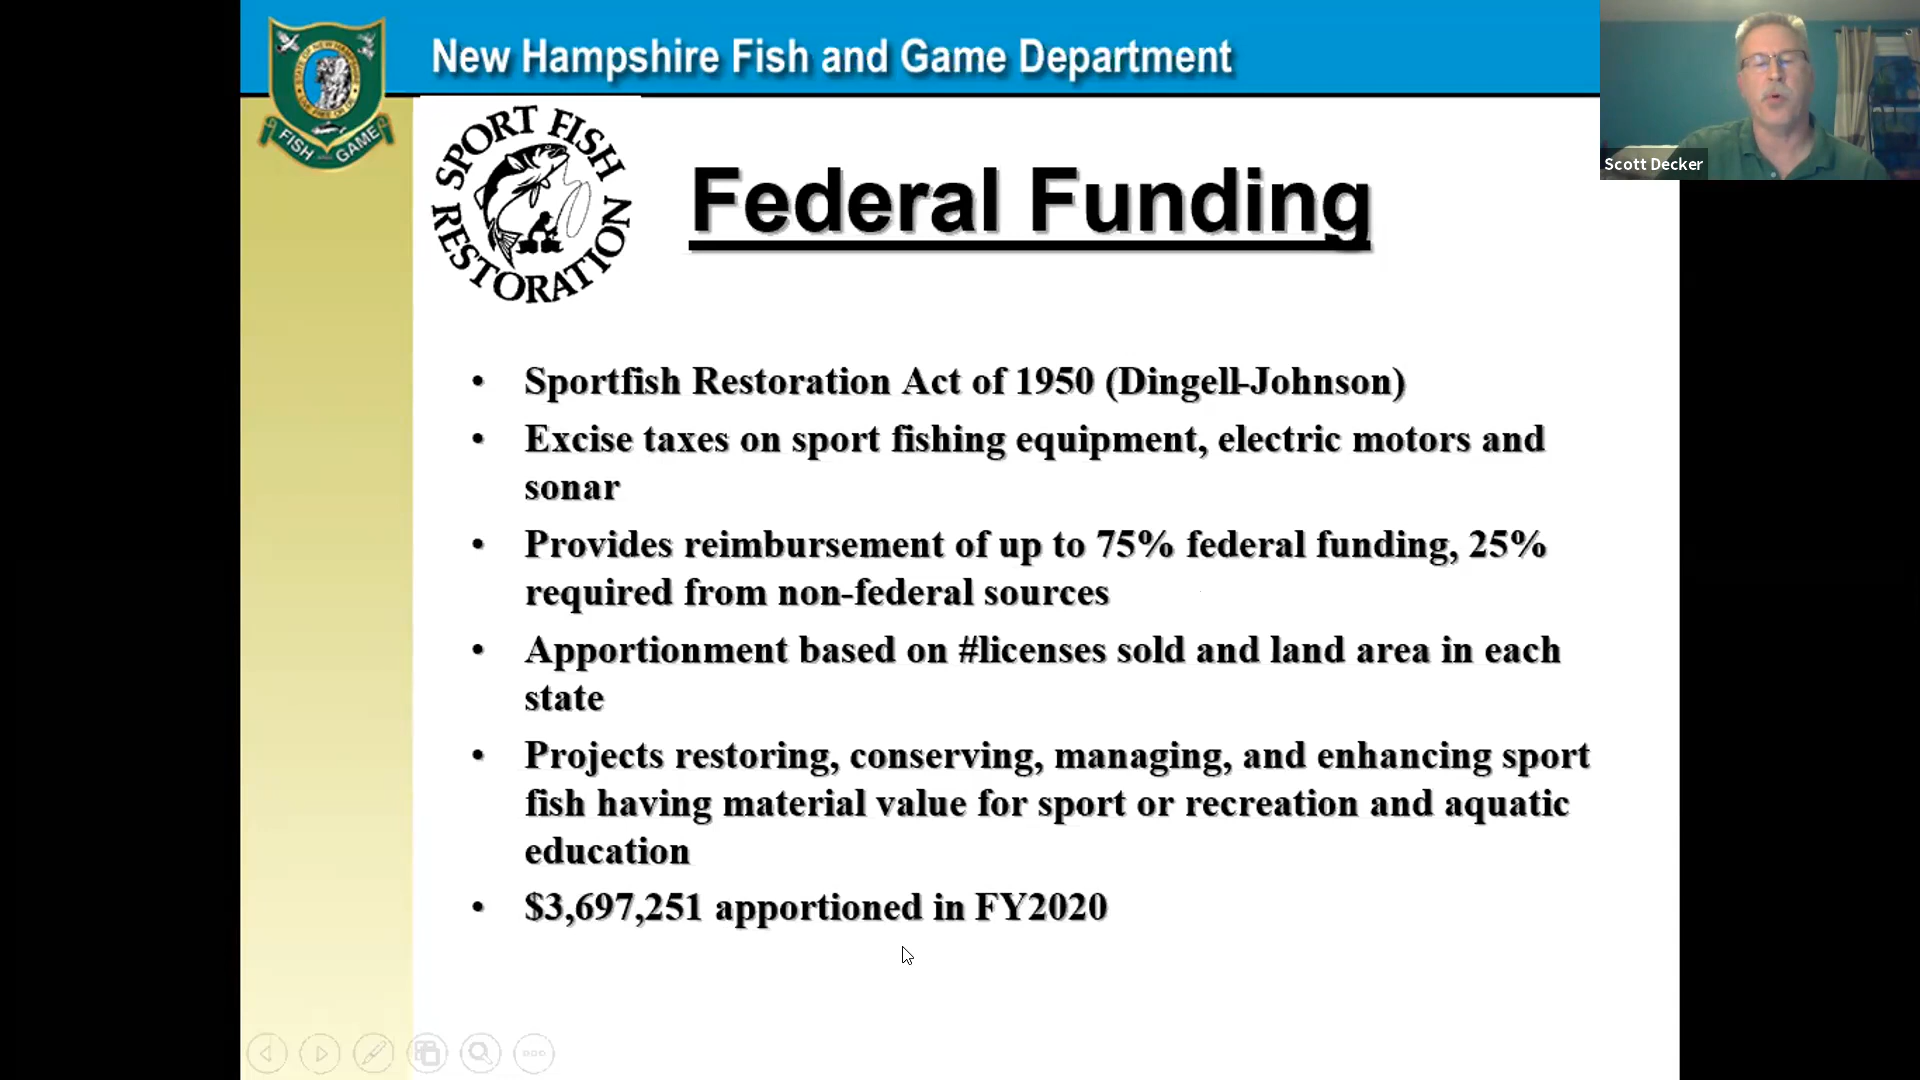 New Hampshire Fish and Game Department
FISH AND GAME
SPORT FISH
RESTORATION
Federal Funding
Scott Decker
• Sportfish Restoration Act of 1950 (Dingell-Johnson)
• Excise taxes on sport fishing equipment, electric motors and
sonar
• Provides reimbursement of up to 75% federal funding, 25%
required from non-federal sources
• Apportionment based on #licenses sold and land area in each
state
• Projects restoring, conserving, managing, and enhancing sport
fish having material value for sport or recreation and aquatic
education
• $3,697,251 apportioned in FY2020